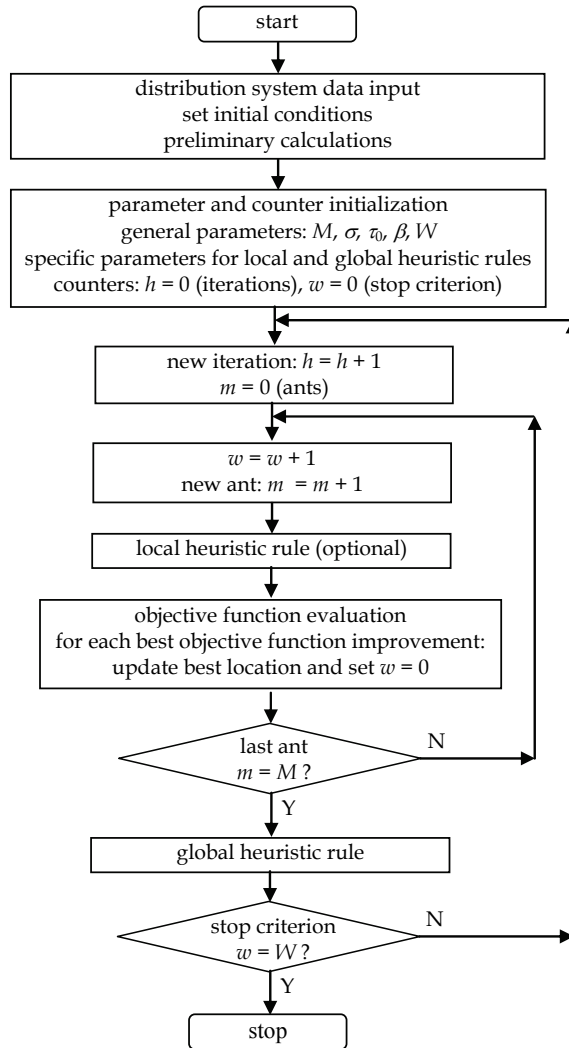 start
distribution system data input
set initial conditions
preliminary calculations
parameter and counter initialization
general parameters: M, σ, τ0, β, W
specific parameters for local and global heuristic rules
counters: h = 0 (iterations), w = 0 (stop criterion)
new iteration: h = h + 1
m = 0 (ants)
w = w + 1
new ant: m = m + 1
local heuristic rule (optional)
objective function evaluation
for each best objective function improvement:
update best location and set w = 0
last ant
m = M ?
N
Y
global heuristic rule
stop criterion
w = W ?
N
Y
stop